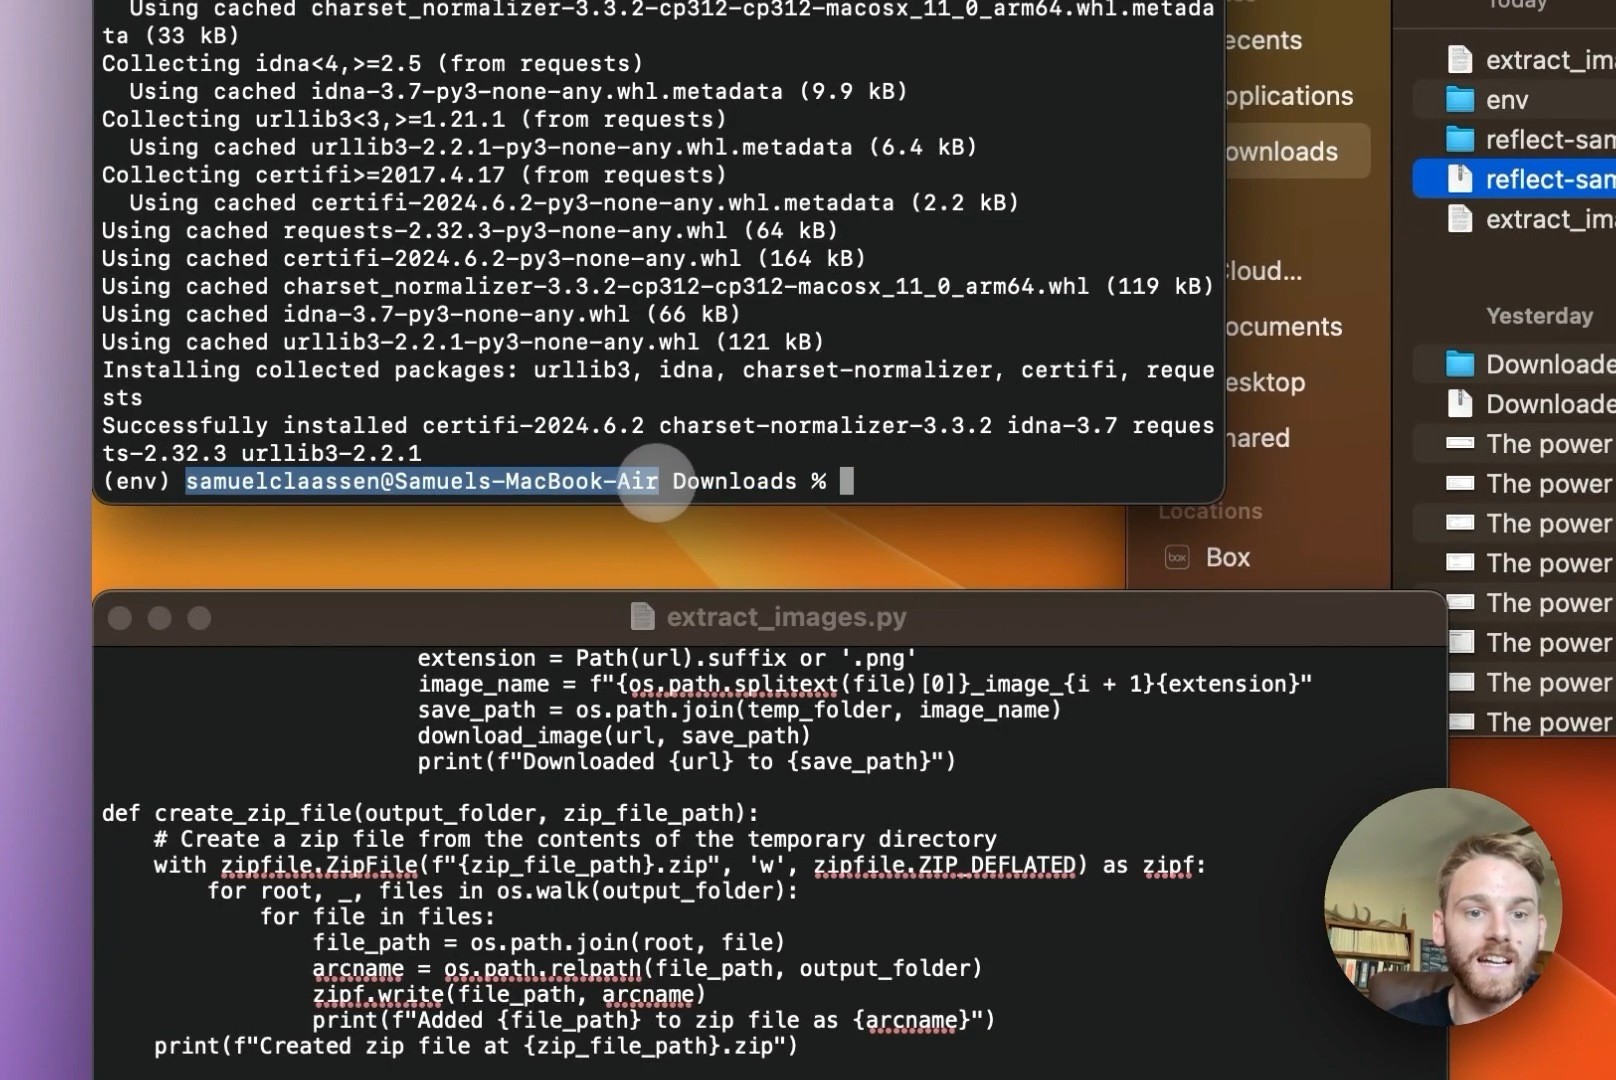 Using cached charset_normalizer-3.3.2-cp312-cp312-macosx_11_0_arm64.whl.metada
ta (33 kB)
Collecting idna<4,>=2.5 (from requests)
Using cached idna-3.7-py3-none-any.whl.metadata (9.9 kB)
Collecting urllib3<3,>=1.21.1 (from requests)
Using cached urllib3-2.2.1-py3-none-any.whl.metadata (6.4 kB)
Collecting certifi>=2017.4.17 (from requests)
Using cached certifi-2024.6.2-py3-none-any.whl.metadata (2.2 kB)
Using cached requests-2.32.3-py3-none-any.whl (64 kB)
Using cached certifi-2024.6.2-py3-none-any.whl (164 kB)
Using cached charset_normalizer-3.3.2-cp312-cp312-macosx_11_0_arm64.whl (119 kB)
Using cached idna-3.7-py3-none-any.whl (66 kB)
Using cached urllib3-2.2.1-py3-none-any.whl (121 kB)
Installing collected packages: urllib3, idna, charset-normalizer, certifi, reque
sts
Successfully installed certifi-2024.6.2 charset-normalizer-3.3.2 idna-3.7 reques
ts-2.32.3 urllib3-2.2.1
(env) samuelclaassen@Samuels-MacBook-Air Downloads %
ecents
pplications
ownloads
Cloud...
ocuments
esktop
hared
Locations
box Box
Today
extract_ima
env
reflect-sam
reflect-sam
extract_im
Yesterday
Downloade
Downloade
The power
The power
The power
The power
The power
The power
The power
The power
extract_images.py
extension = Path(url).suffix or '.png'
image_name = f"{os.path.splitext(file)[0]}_image_{i + 1}{extension}"
save_path = os.path.join(temp_folder, image_name)
download_image(url, save_path)
print(f"Downloaded {url} to {save_path}")
def create_zip_file(output_folder, zip_file_path):
# Create a zip file from the contents of the temporary directory
with zipfile.ZipFile(f"{zip_file_path}.zip", 'w', zipfile.ZIP_DEFLATED) as zipf:
for root, _, files in os.walk(output_folder):
for file in files:
file_path = os.path.join(root, file)
arcname = os.path.relpath(file_path, output_folder)
zipf.write(file_path, arcname)
print(f"Added {file_path} to zip file as {arcname}")
print(f"Created zip file at {zip_file_path}.zip")